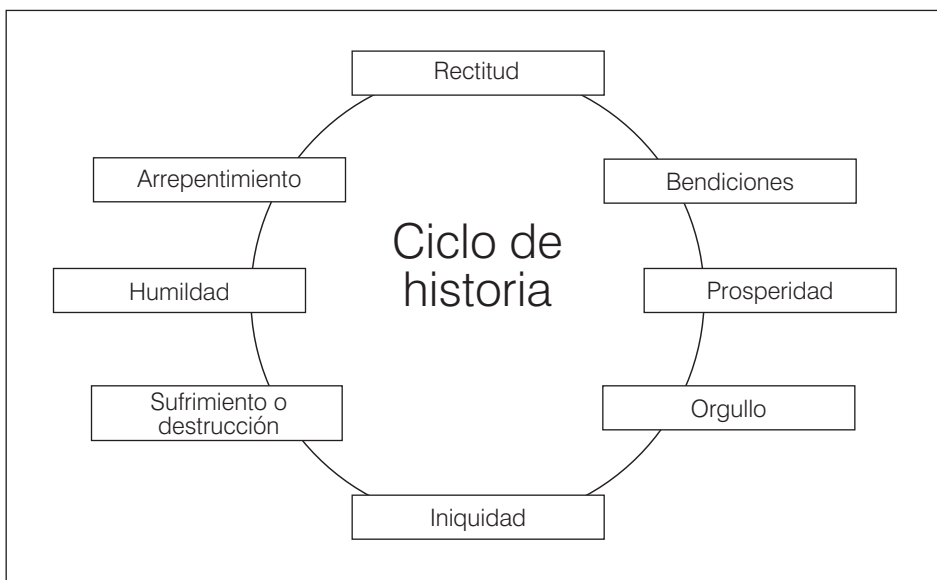 Rectitud
Arrepentimiento
Bendiciones
Ciclo de
historia
Humildad
Prosperidad
Sufrimiento o
destrucción
Orgullo
Iniquidad